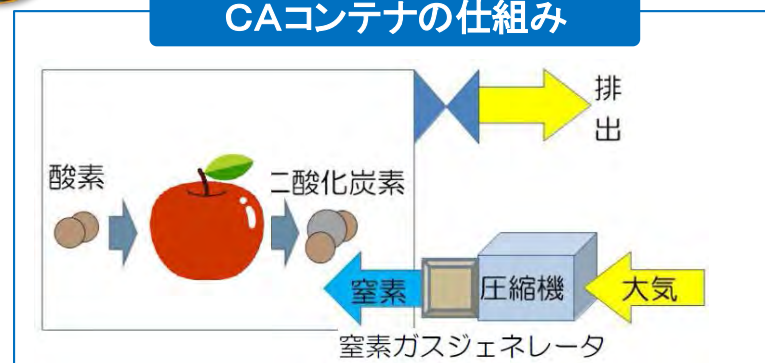 CAコンテナの仕組み
排
出
酸素
二酸化炭素
窒素
圧縮機
大気
窒素ガスジェネレータ